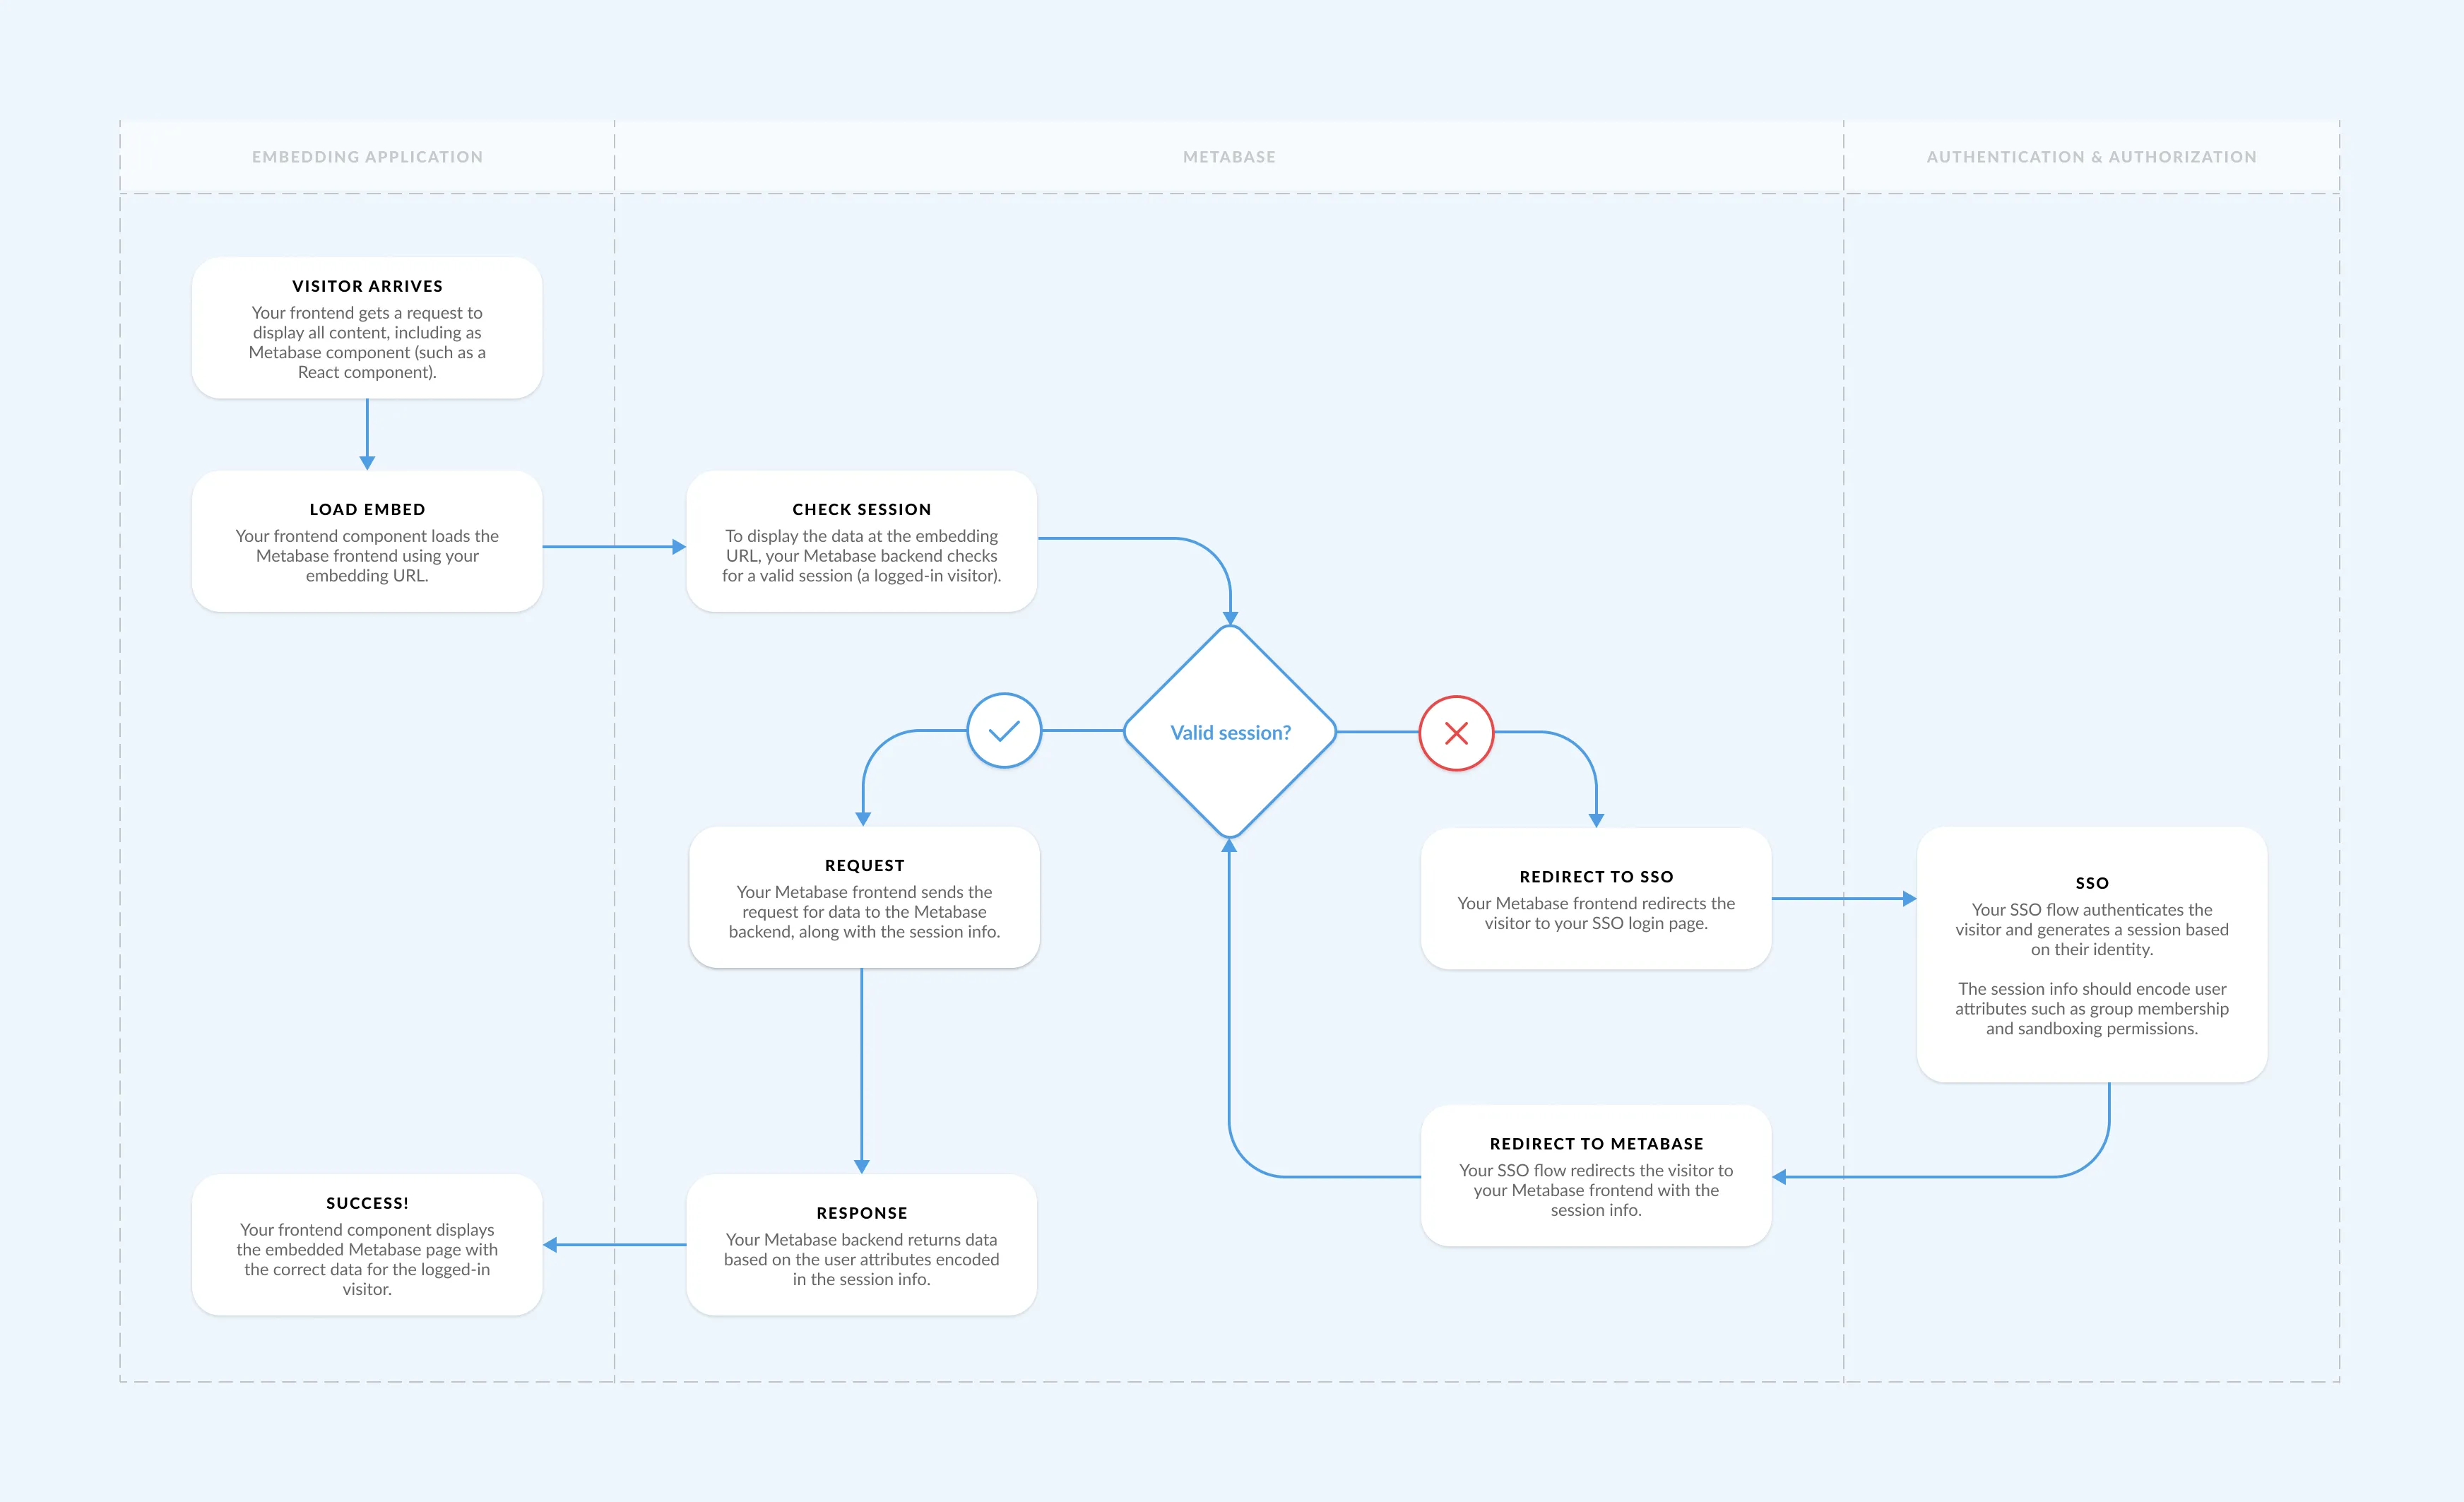 EMBEDDING APPLICATION
METABASE
AUTHENTICATION & AUTHORIZATION
VISITOR ARRIVES
Your frontend gets a request to
display all content, including as
Metabase component (such as a
React component).
LOAD EMBED
Your frontend component loads the
Metabase frontend using your
embedding URL.
CHECK SESSION
To display the data at the embedding
URL, your Metabase backend checks
for a valid session (a logged-in visitor).
Valid session?
REQUEST
Your Metabase frontend sends the
request for data to the Metabase
backend, along with the session info.
REDIRECT TO SSO
Your Metabase frontend redirects the
visitor to your SSO login page.
SSO
Your SSO flow authenticates the
visitor and generates a session based
on their identity.
The session info should encode user
attributes such as group membership
and sandboxing permissions.
REDIRECT TO METABASE
Your SSO flow redirects the visitor to
your Metabase frontend with the
session info.
RESPONSE
Your Metabase backend returns data
based on the user attributes encoded
in the session info.
SUCCESS!
Your frontend component displays
the embedded Metabase page with
the correct data for the logged-in
visitor.